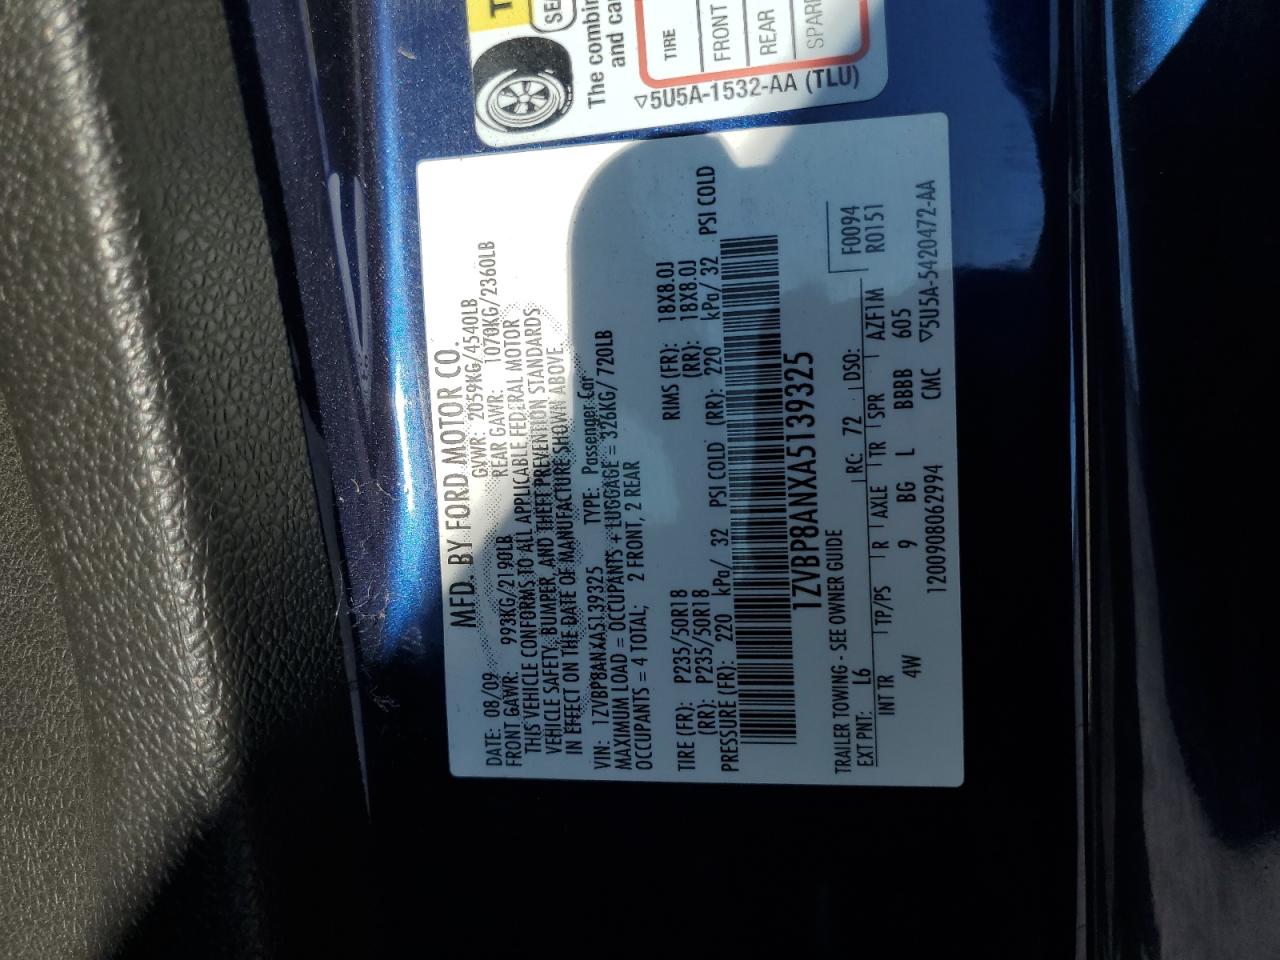 T
SE
The combin
and car
TIRE
FRONT
REAR
SPARE
5U5A-1532-AA (TLU)
MFD. BY FORD MOTOR CO.
DATE: 08/09 GVWR: 2059KG/4540LB
FRONT GAWR: 993KG/2190LB REAR GAWR: 1070KG/2360LB
THIS VEHICLE CONFORMS TO ALL APPLICABLE FEDERAL MOTOR
VEHICLE SAFETY, BUMPER, AND THEFT PREVENTION STANDARDS
IN EFFECT ON THE DATE OF MANUFACTURE SHOWN ABOVE.
VIN: 1ZVBP8ANXA5139325 TYPE: Passenger Car
MAXIMUM LOAD = OCCUPANTS + LUGGAGE = 326KG/ 720LB
OCCUPANTS = 4 TOTAL; 2 FRONT, 2 REAR
TIRE (FR): P235/50R18 RIMS (FR): 18X8.0J
(RR): P235/50R18 (RR): 18X8.0J
PRESSURE (FR): 220 kPa/ 32 PSI COLD (RR): 220 kPa/ 32 PSI COLD
1ZVBP8ANXA5139325
TRAILER TOWING - SEE OWNER GUIDE
EXT PNT: L6 RC: 72 DSO: F0094
INT TR TP/PS R AXLE TR SPR AZF1M R0151
4W 9 BG L BBBB 605
120090806​2994 CMC 5U5A-5420472-AA